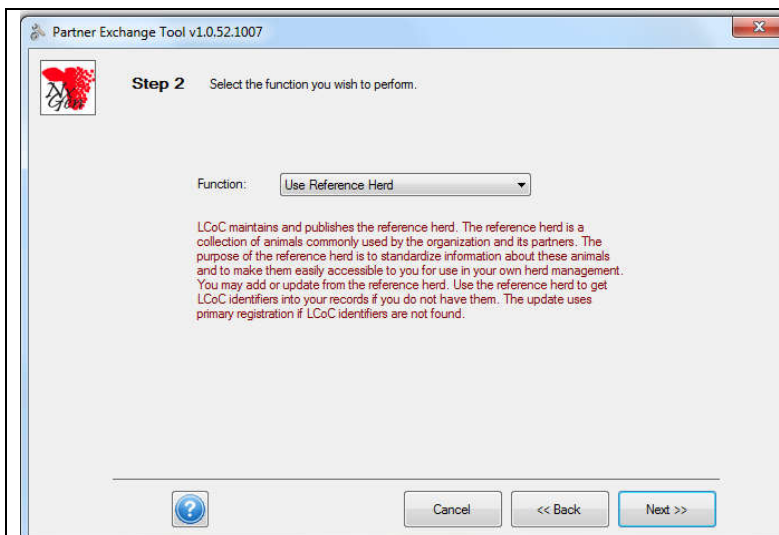 Partner Exchange Tool v1.0.52.1007
Step 2 Select the function you wish to perform.
Function: Use Reference Herd
LCoC maintains and publishes the reference herd. The reference herd is a
collection of animals commonly used by the organization and its partners. The
purpose of the reference herd is to standardize information about these animals
and to make them easily accessible to you for use in your own herd management.
You may add or update from the reference herd. Use the reference herd to get
LCoC identifiers into your records if you do not have them. The update uses
primary registration if LCoC identifiers are not found.
? Cancel << Back Next >>